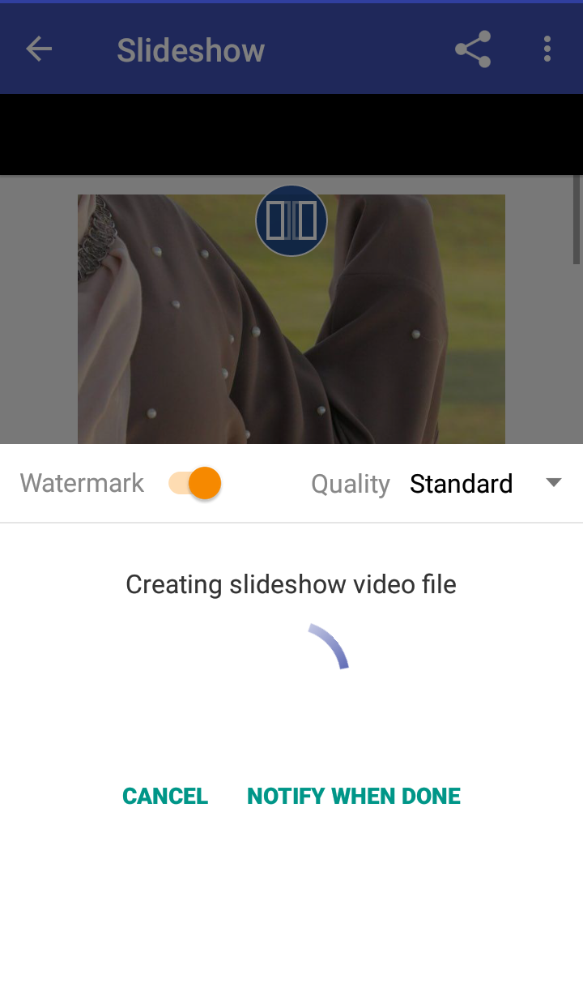 Slideshow
Watermark
Quality Standard
Creating slideshow video file
CANCEL NOTIFY WHEN DONE